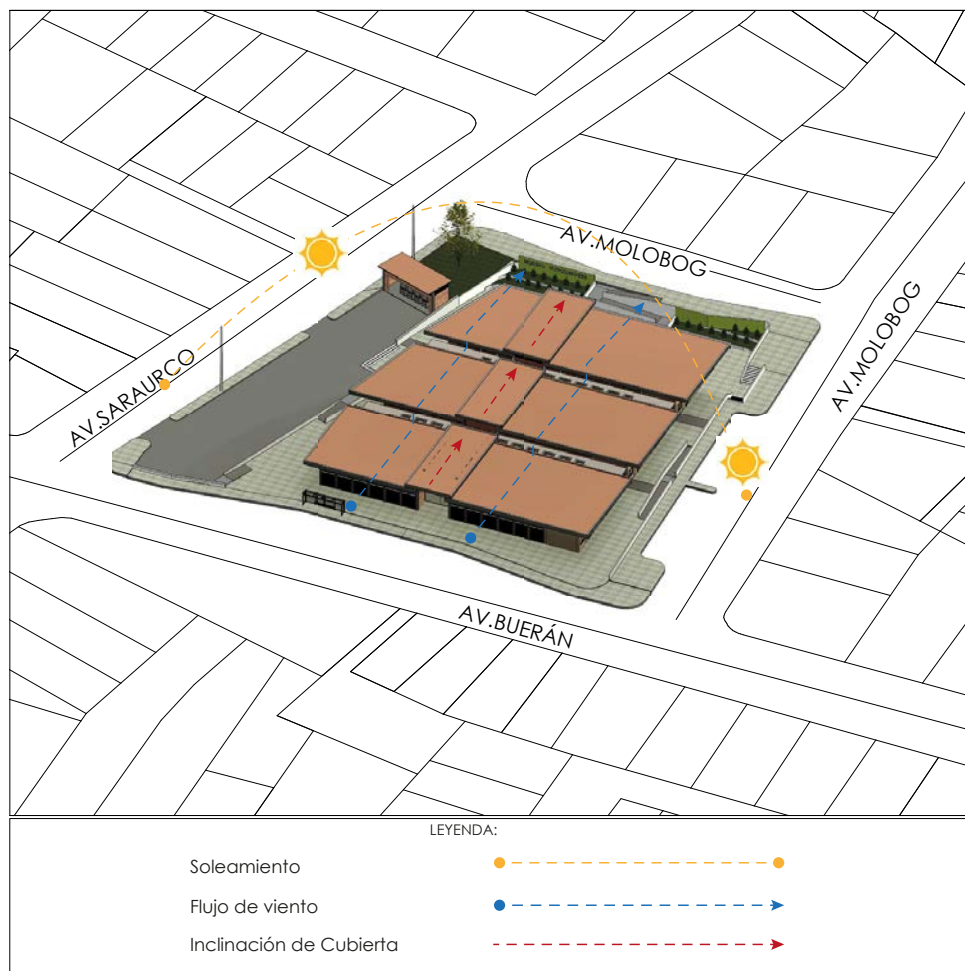 AV.MOLOBOG
AV.MOLOBOG
AV.SARAURCO
AV.BUERÁN
LEYENDA:
Soleamiento
Flujo de viento
Inclinación de Cubierta